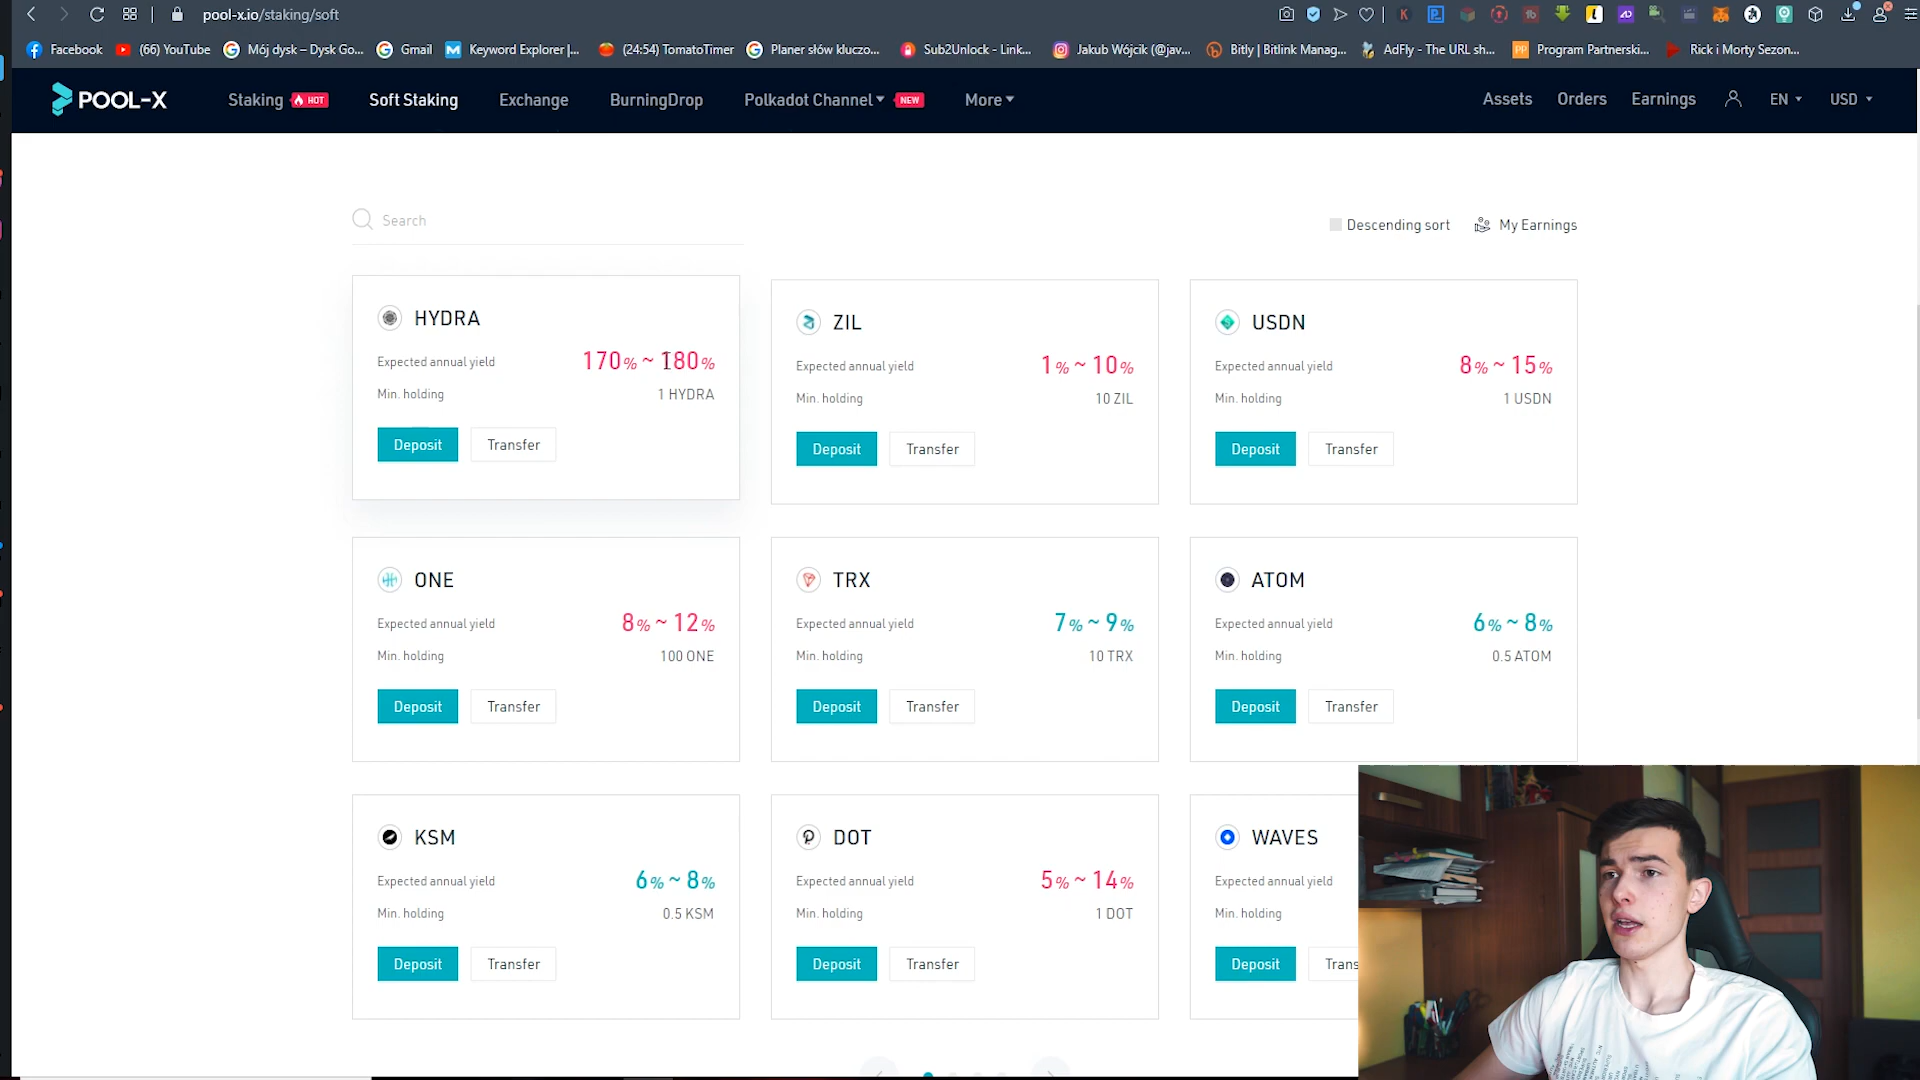 pool-x.io/staking/soft
Facebook (66) YouTube Mój dysk – Dysk Go... Gmail Keyword Explorer |... (24:54) TomatoTimer Planer słów kluczo... Sub2Unlock - Link... Jakub Wójcik (@jav... Bitly | Bitlink Manag... AdFly - The URL sh... Program Partnerski... Rick i Morty Sezon...
POOL-X Staking HOT Soft Staking Exchange BurningDrop Polkadot Channel NEW More Assets Orders Earnings EN USD
Search Descending sort My Earnings
HYDRA
Expected annual yield 170% ~ 180%
Min. holding 1 HYDRA
Deposit Transfer
ZIL
Expected annual yield 1% ~ 10%
Min. holding 10 ZIL
Deposit Transfer
USDN
Expected annual yield 8% ~ 15%
Min. holding 1 USDN
Deposit Transfer
ONE
Expected annual yield 8% ~ 12%
Min. holding 100 ONE
Deposit Transfer
TRX
Expected annual yield 7% ~ 9%
Min. holding 10 TRX
Deposit Transfer
ATOM
Expected annual yield 6% ~ 8%
Min. holding 0.5 ATOM
Deposit Transfer
KSM
Expected annual yield 6% ~ 8%
Min. holding 0.5 KSM
Deposit Transfer
DOT
Expected annual yield 5% ~ 14%
Min. holding 1 DOT
Deposit Transfer
WAVES
Expected annual yield
Min. holding
Deposit Trans